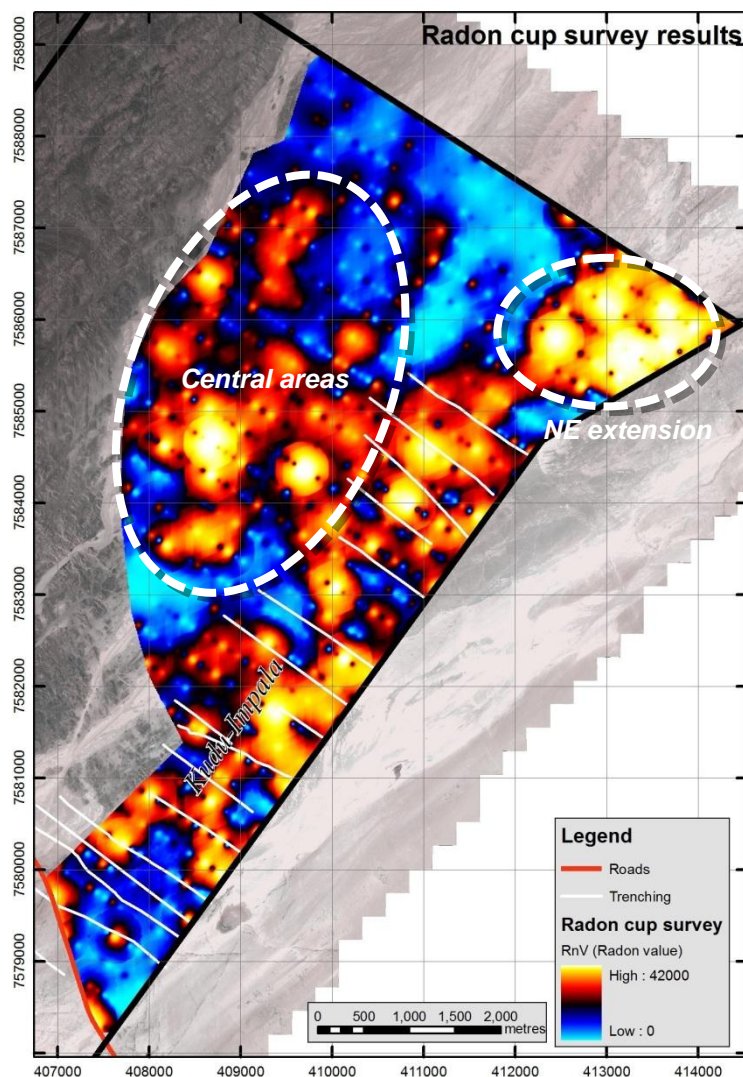 Radon cup survey results
7589000
7588000
7587000
7586000
7585000
7584000
7583000
7582000
7581000
7580000
7579000
Central areas
NE extension
Kudu-Impala
Legend
Roads
Trenching
Radon cup survey
RnV (Radon value)
High : 42000
Low : 0
0 500 1,000 1,500 2,000
metres
407000 408000 409000 410000 411000 412000 413000 414000